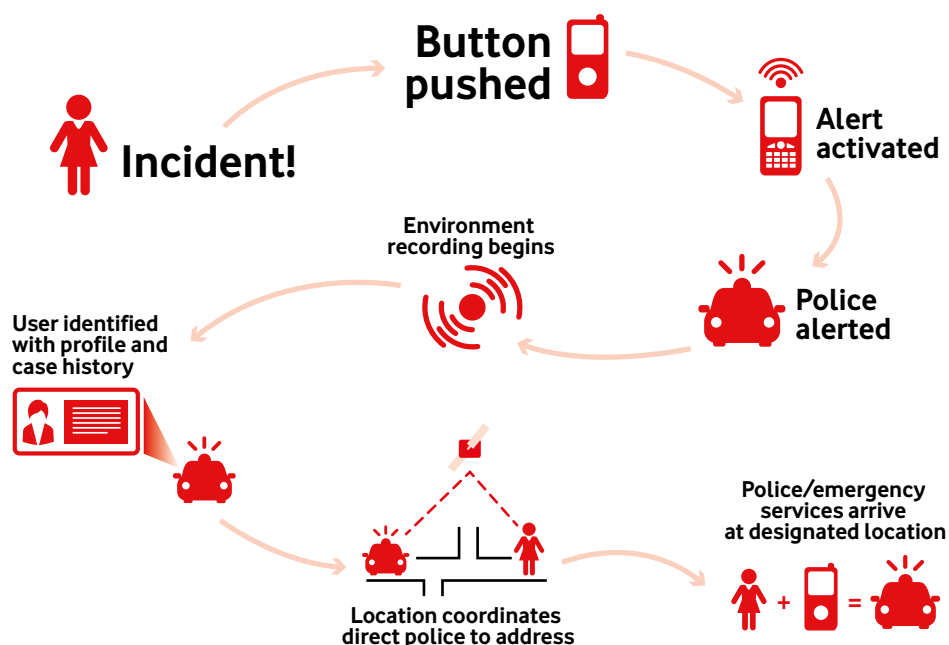 Incident!
Button
pushed
Alert
activated
Police
alerted
Environment
recording begins
User identified
with profile and
case history
Location coordinates
direct police to address
Police/emergency
services arrive
at designated location
+ =